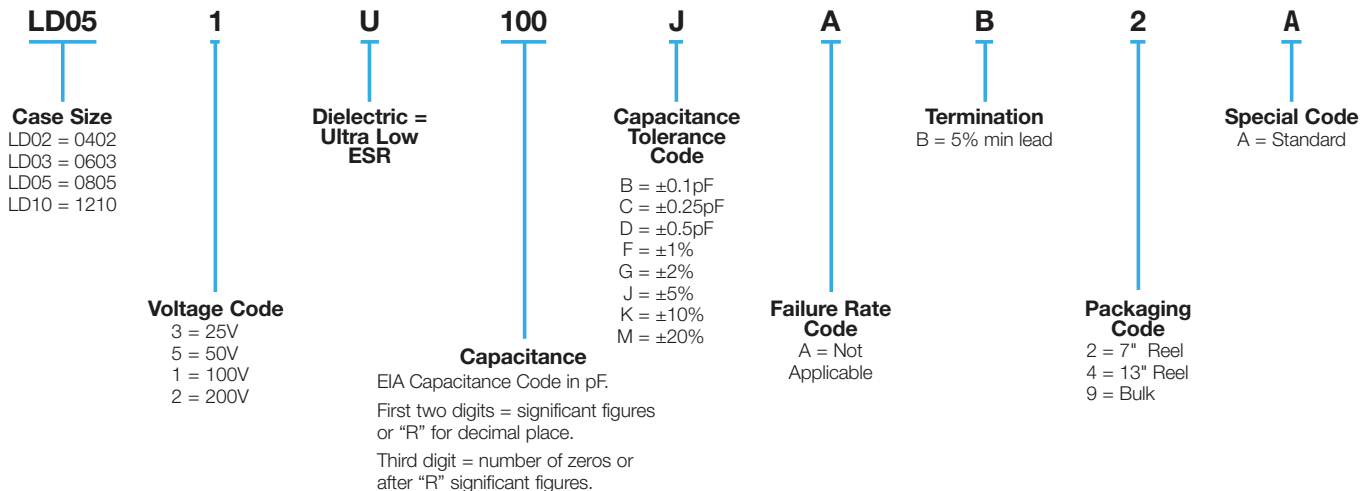 LD05 1 U 100 J A B 2 A
Case Size
LD02 = 0402
LD03 = 0603
LD05 = 0805
LD10 = 1210
Voltage Code
3 = 25V
5 = 50V
1 = 100V
2 = 200V
Dielectric =
Ultra Low
ESR
Capacitance
EIA Capacitance Code in pF.
First two digits = significant figures
or “R” for decimal place.
Third digit = number of zeros or
after “R” significant figures.
Capacitance
Tolerance
Code
B = ±0.1pF
C = ±0.25pF
D = ±0.5pF
F = ±1%
G = ±2%
J = ±5%
K = ±10%
M = ±20%
Failure Rate
Code
A = Not
Applicable
Termination
B = 5% min lead
Packaging
Code
2 = 7" Reel
4 = 13" Reel
9 = Bulk
Special Code
A = Standard